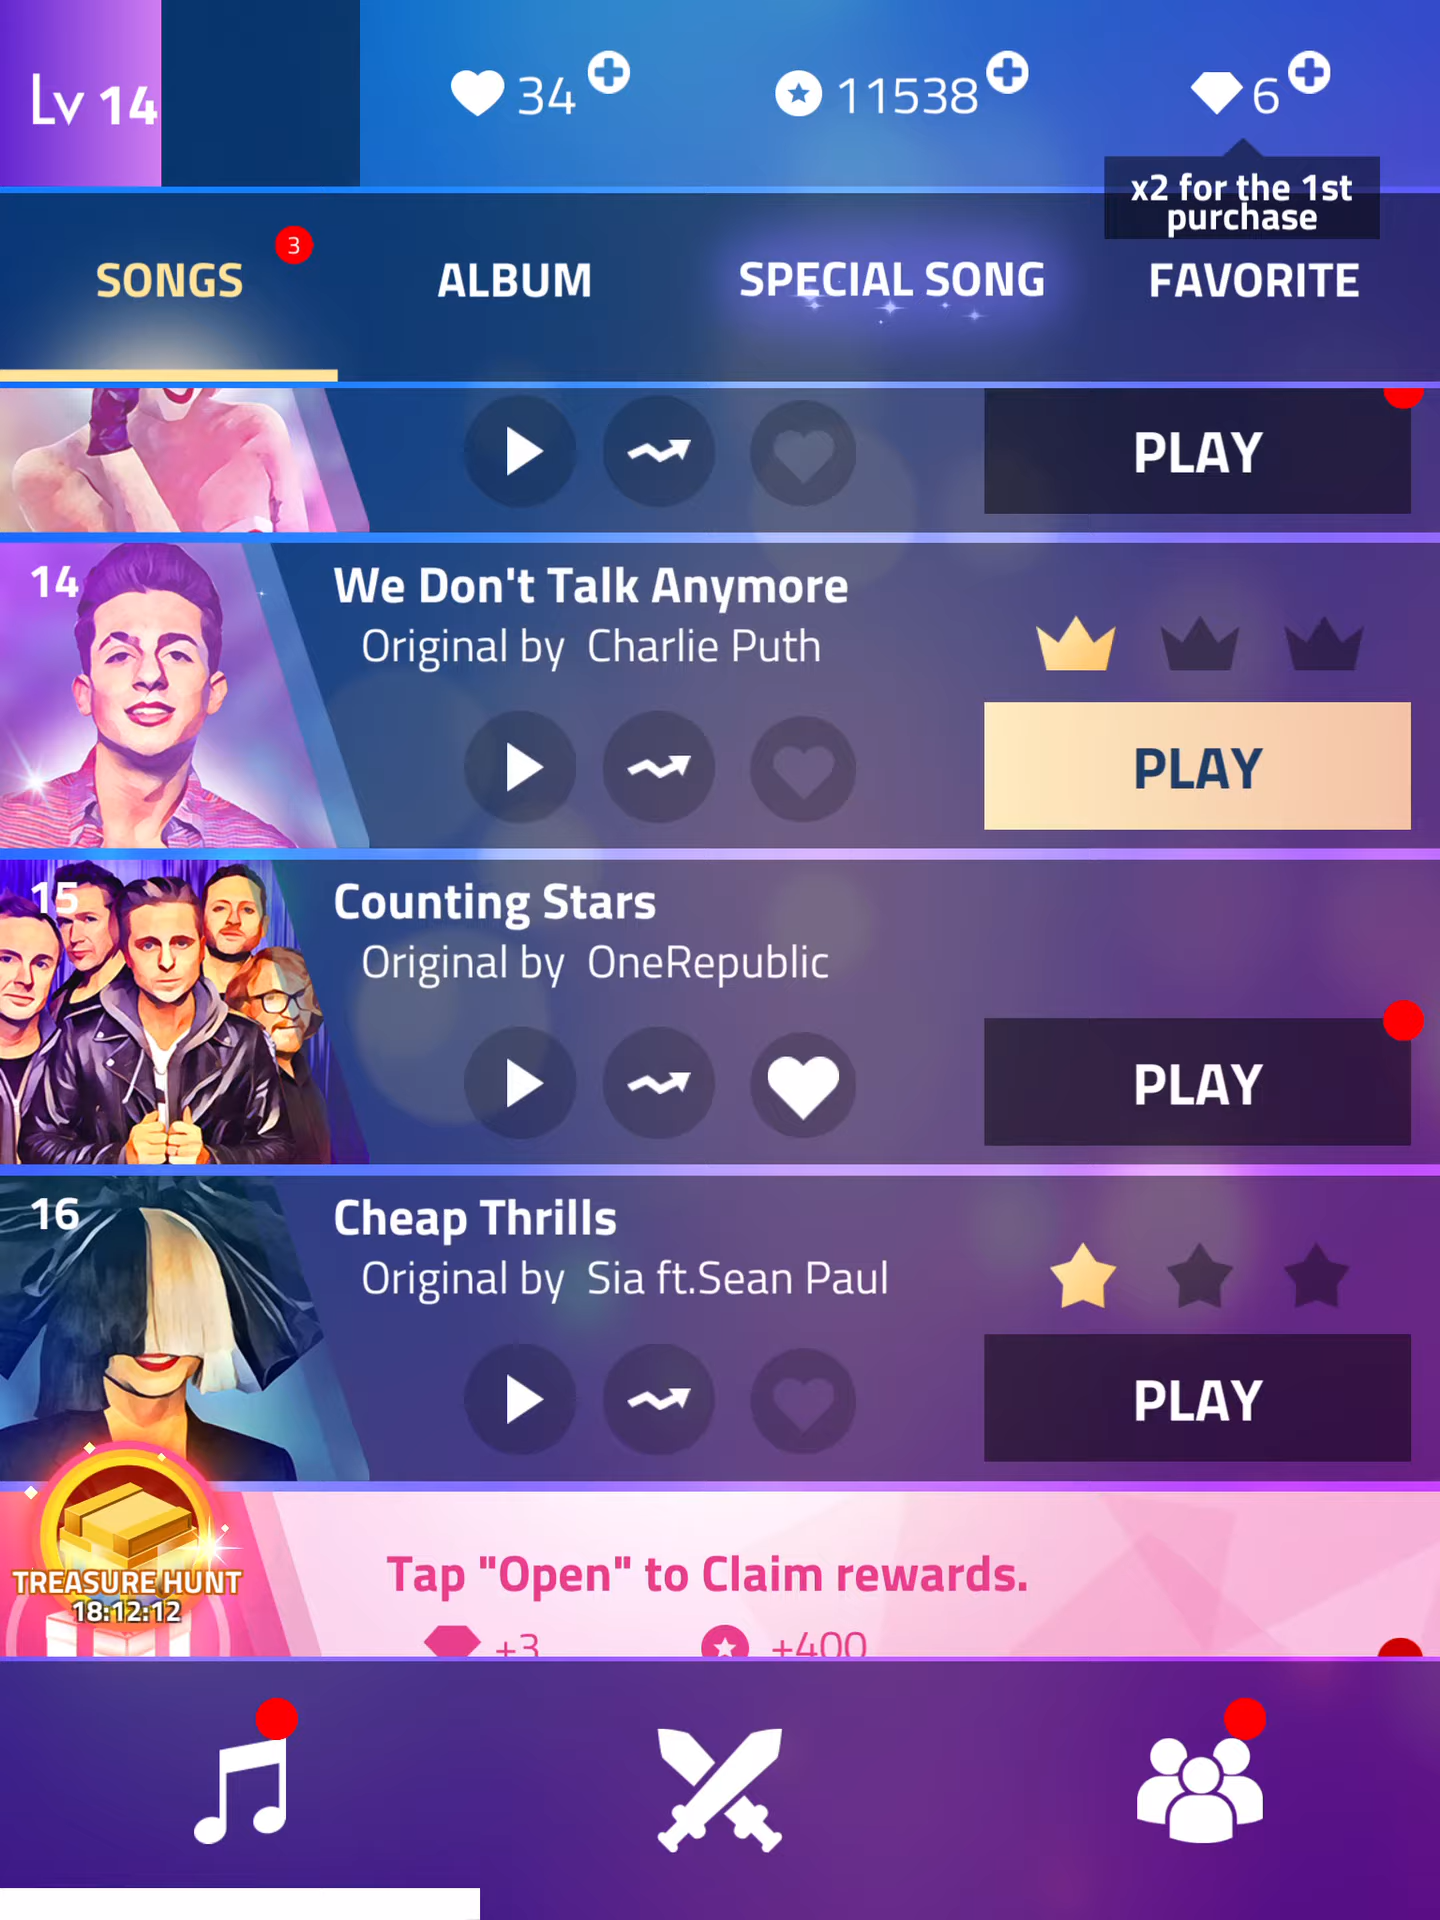 Lv 14
34
11538
6
x2 for the 1st
purchase
SONGS
3
ALBUM
SPECIAL SONG
FAVORITE
PLAY
14
We Don't Talk Anymore
Original by Charlie Puth
PLAY
15
Counting Stars
Original by OneRepublic
PLAY
16
Cheap Thrills
Original by Sia ft.Sean Paul
PLAY
TREASURE HUNT
18:12:12
Tap "Open" to Claim rewards.
+3
+400